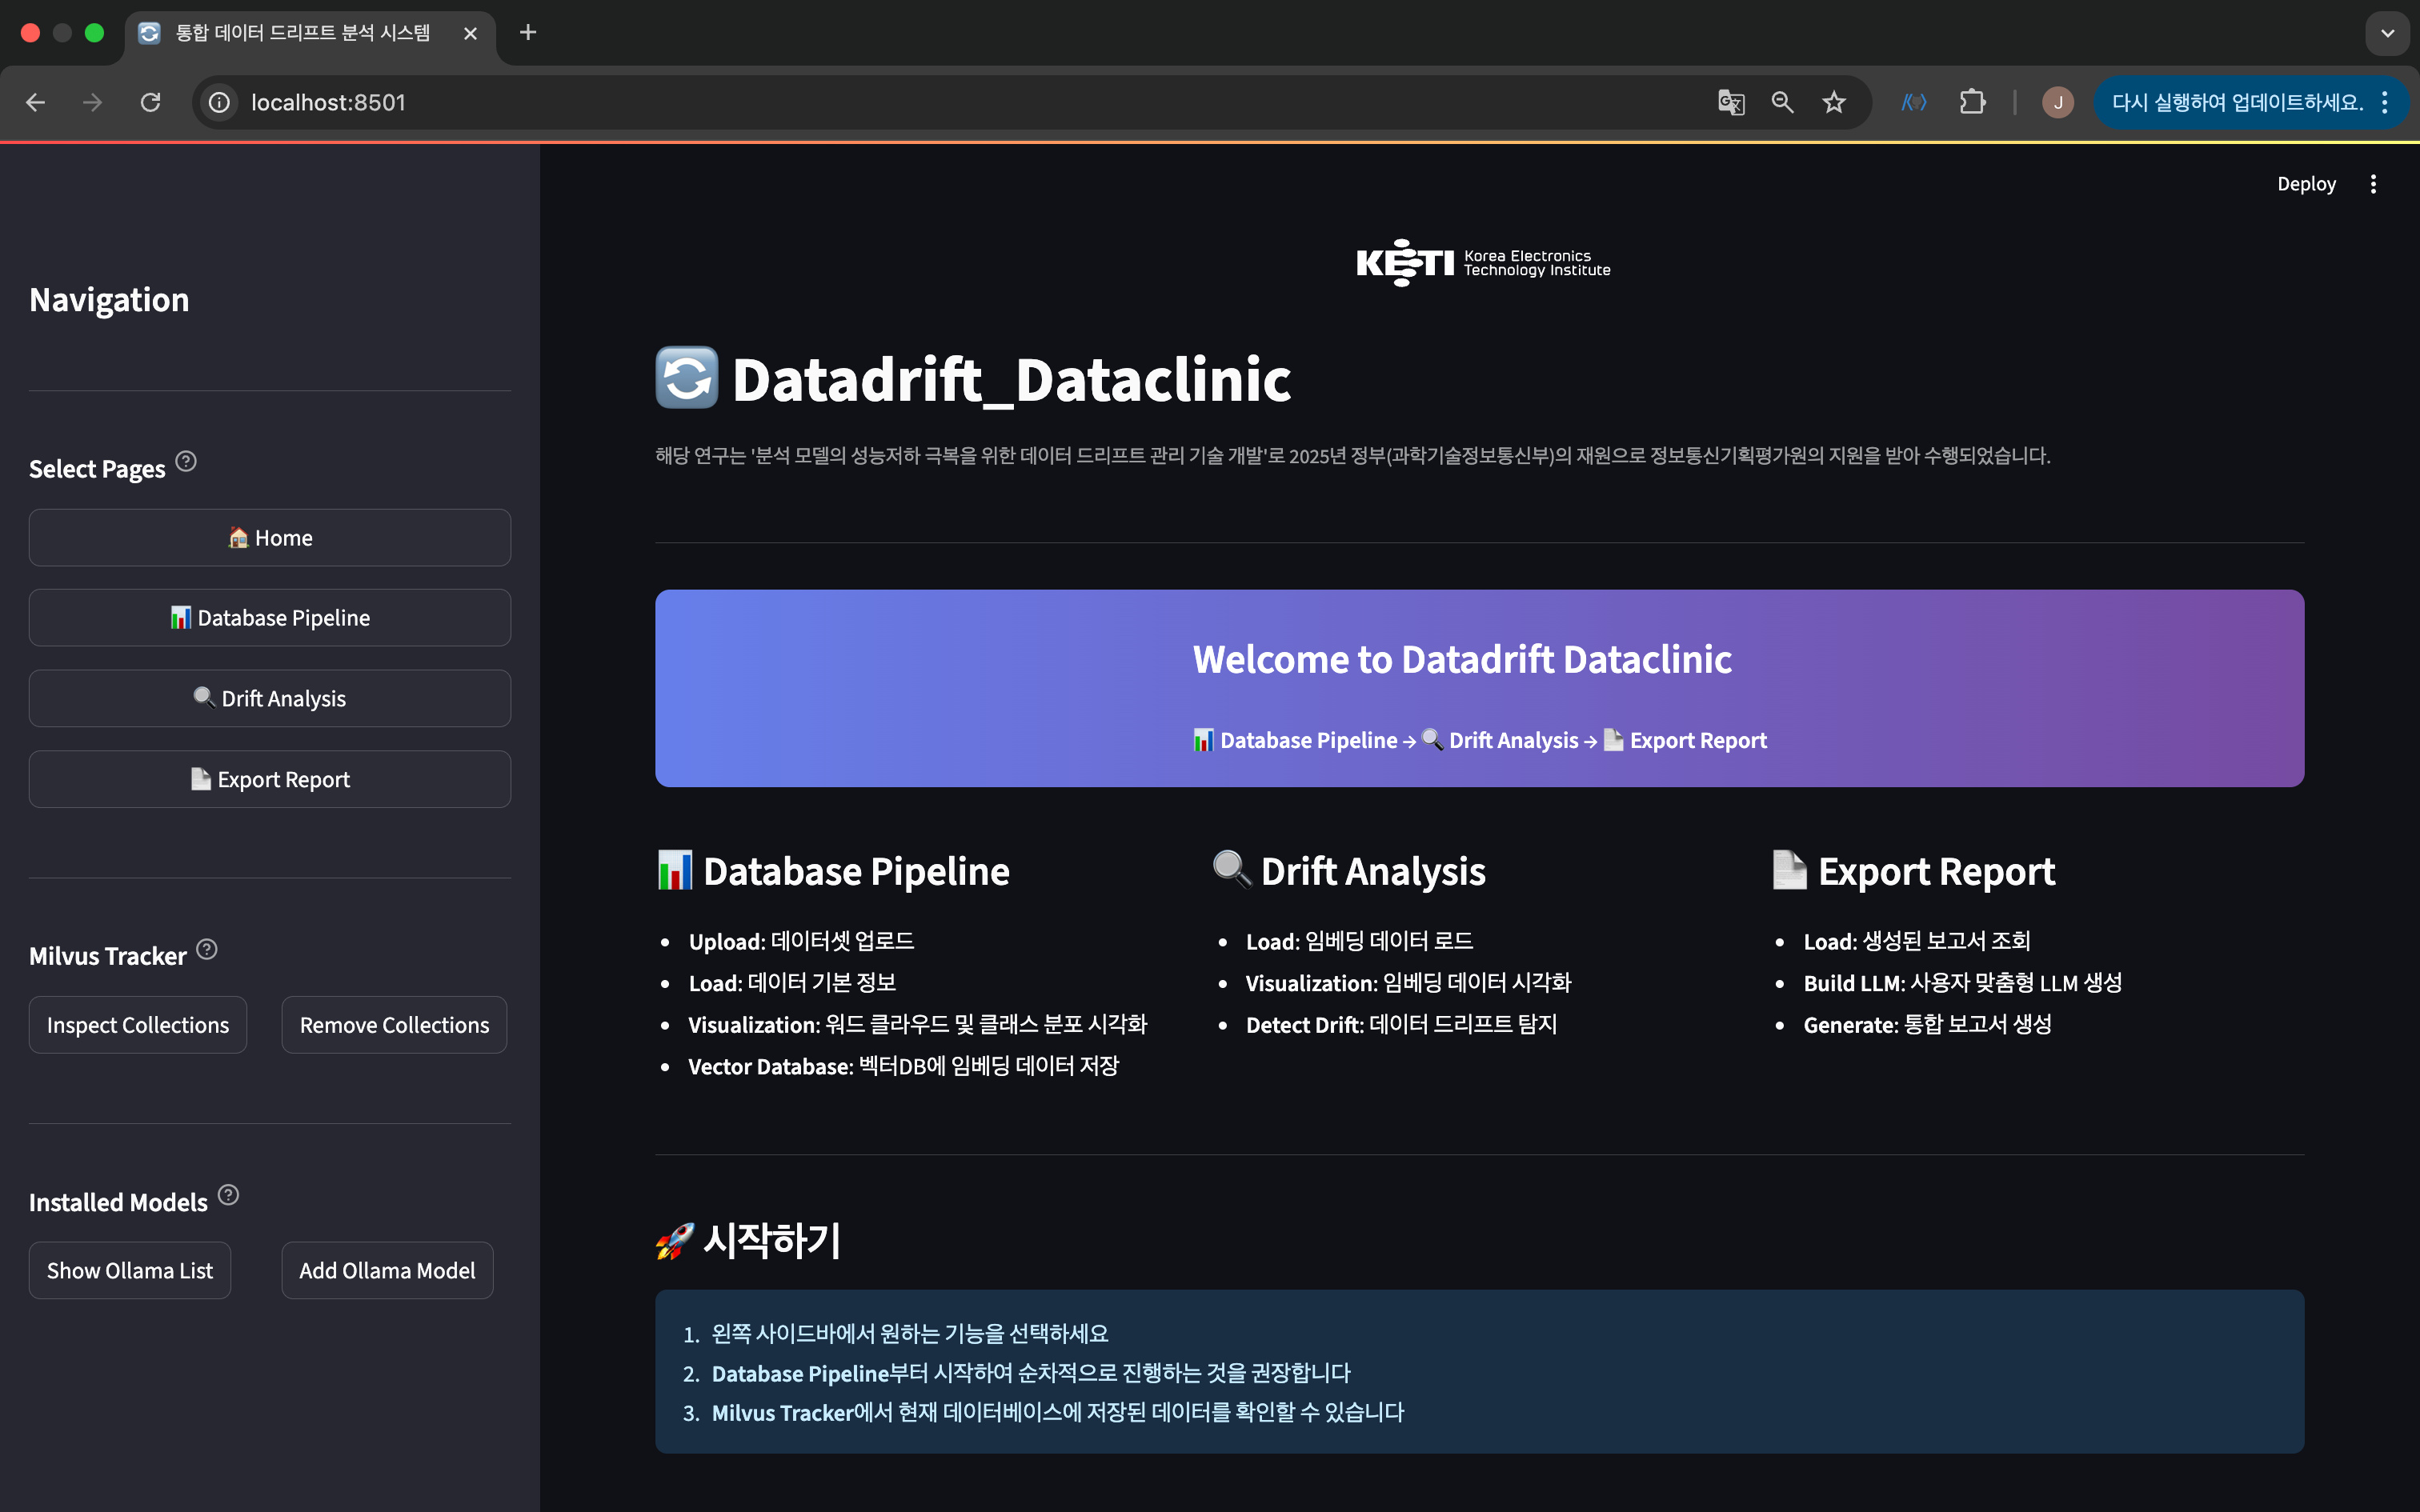 통합 데이터 드리프트 분석 시스템
localhost:8501
J
다시 실행하여 업데이트하세요.
Deploy
Navigation
Select Pages
Home
Database Pipeline
Drift Analysis
Export Report
Milvus Tracker
Inspect Collections
Remove Collections
Installed Models
Show Ollama List
Add Ollama Model
KETI Korea Electronics
Technology Institute
Datadrift_Dataclinic
해당 연구는 '분석 모델의 성능저하 극복을 위한 데이터 드리프트 관리 기술 개발'로 2025년 정부(과학기술정보통신부)의 재원으로 정보통신기획평가원의 지원을 받아 수행되었습니다.
Welcome to Datadrift Dataclinic
Database Pipeline → Drift Analysis → Export Report
Database Pipeline
Upload: 데이터셋 업로드
Load: 데이터 기본 정보
Visualization: 워드 클라우드 및 클래스 분포 시각화
Vector Database: 벡터DB에 임베딩 데이터 저장
Drift Analysis
Load: 임베딩 데이터 로드
Visualization: 임베딩 데이터 시각화
Detect Drift: 데이터 드리프트 탐지
Export Report
Load: 생성된 보고서 조회
Build LLM: 사용자 맞춤형 LLM 생성
Generate: 통합 보고서 생성
시작하기
1. 왼쪽 사이드바에서 원하는 기능을 선택하세요
2. Database Pipeline부터 시작하여 순차적으로 진행하는 것을 권장합니다
3. Milvus Tracker에서 현재 데이터베이스에 저장된 데이터를 확인할 수 있습니다